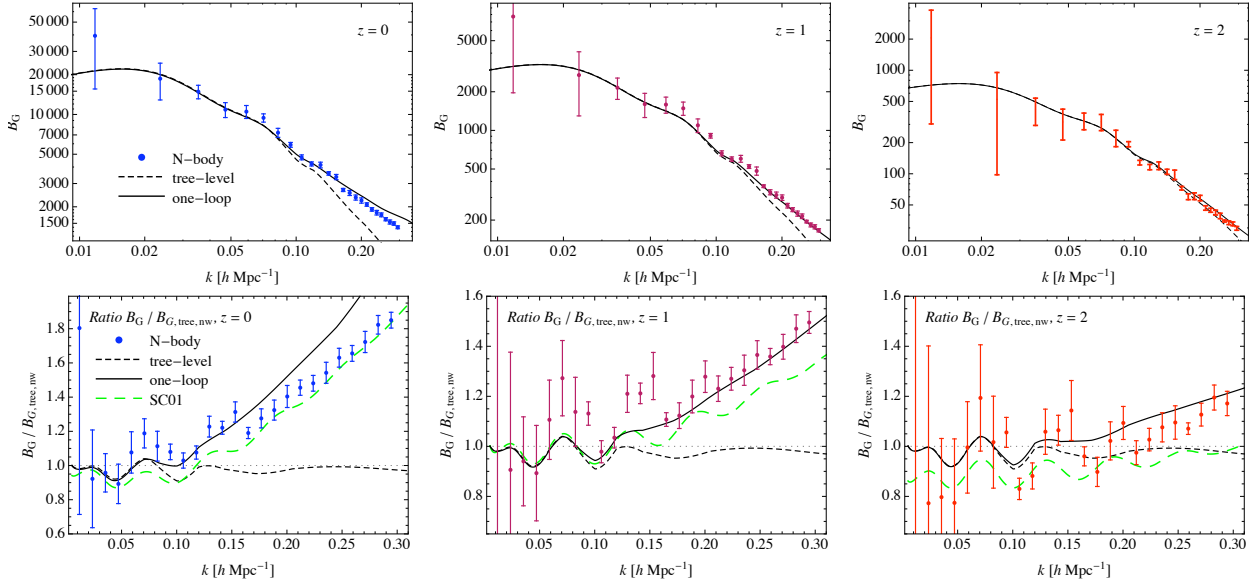 50 000
30 000
20 000
14 000
10 000
7000
5000
3000
2000
1500
B_G
z = 0
N-body
tree-level
one-loop
0.01
0.02
0.05
0.10
0.20
k [h Mpc⁻¹]
5000
2000
1000
500
200
B_G
z = 1
0.01
0.02
0.05
0.10
0.20
k [h Mpc⁻¹]
2000
1000
500
200
100
50
B_G
z = 2
0.01
0.02
0.05
0.10
0.20
k [h Mpc⁻¹]
2.0
1.8
1.6
1.4
1.2
1.0
0.8
0.6
B_G / B_G,tree,nw
Ratio B_G / B_G,tree,nw, z = 0
N-body
tree-level
one-loop
SC01
0.05
0.10
0.15
0.20
0.25
0.30
k [h Mpc⁻¹]
1.6
1.4
1.2
1.0
0.8
B_G / B_G,tree,nw
Ratio B_G / B_G,tree,nw, z = 1
0.05
0.10
0.15
0.20
0.25
0.30
k [h Mpc⁻¹]
1.6
1.4
1.2
1.0
0.8
B_G / B_G,tree,nw
Ratio B_G / B_G,tree,nw, z = 2
0.05
0.10
0.15
0.20
0.25
0.30
k [h Mpc⁻¹]